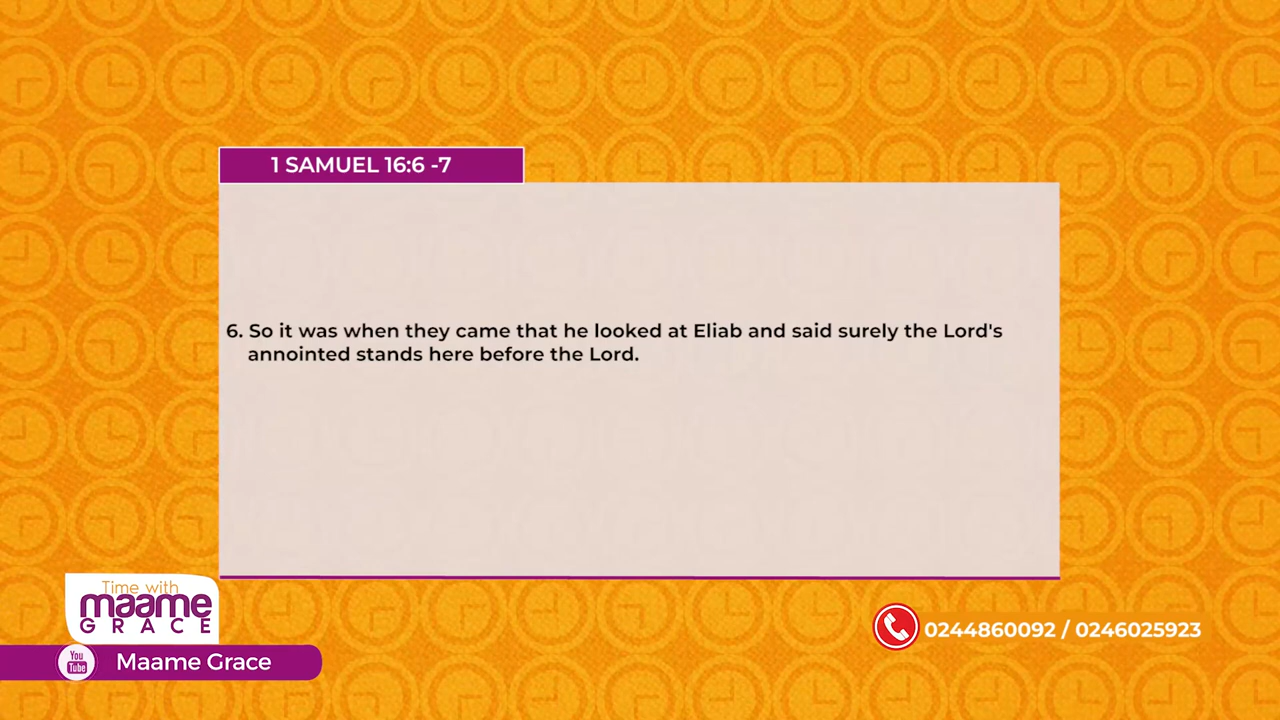 1 SAMUEL 16:6 -7
6. So it was when they came that he looked at Eliab and said surely the Lord's
annointed stands here before the Lord.
Time with
maame
GRACE
You
Tube
Maame Grace
0244860092 / 0246025923